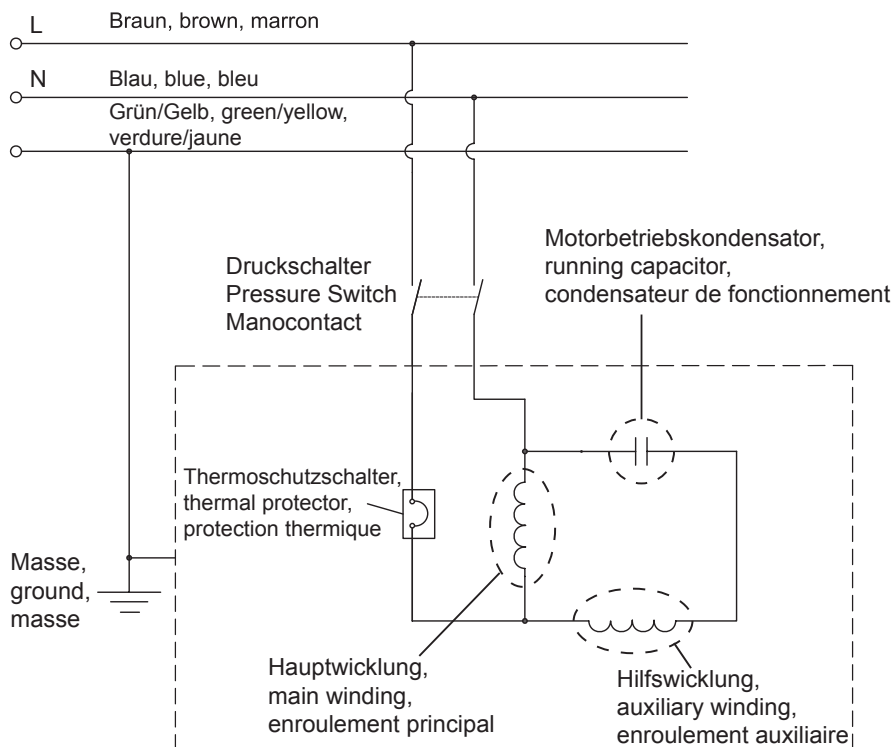 L
Braun, brown, marron
N
Blau, blue, bleu
Grün/Gelb, green/yellow,
verdure/jaune
Motorbetriebskondensator,
running capacitor,
condensateur de fonctionnement
Druckschalter
Pressure Switch
Manocontact
Thermoschutzschalter,
thermal protector,
protection thermique
Masse,
ground,
masse
Hauptwicklung,
main winding,
enroulement principal
Hilfswicklung,
auxiliary winding,
enroulement auxiliaire